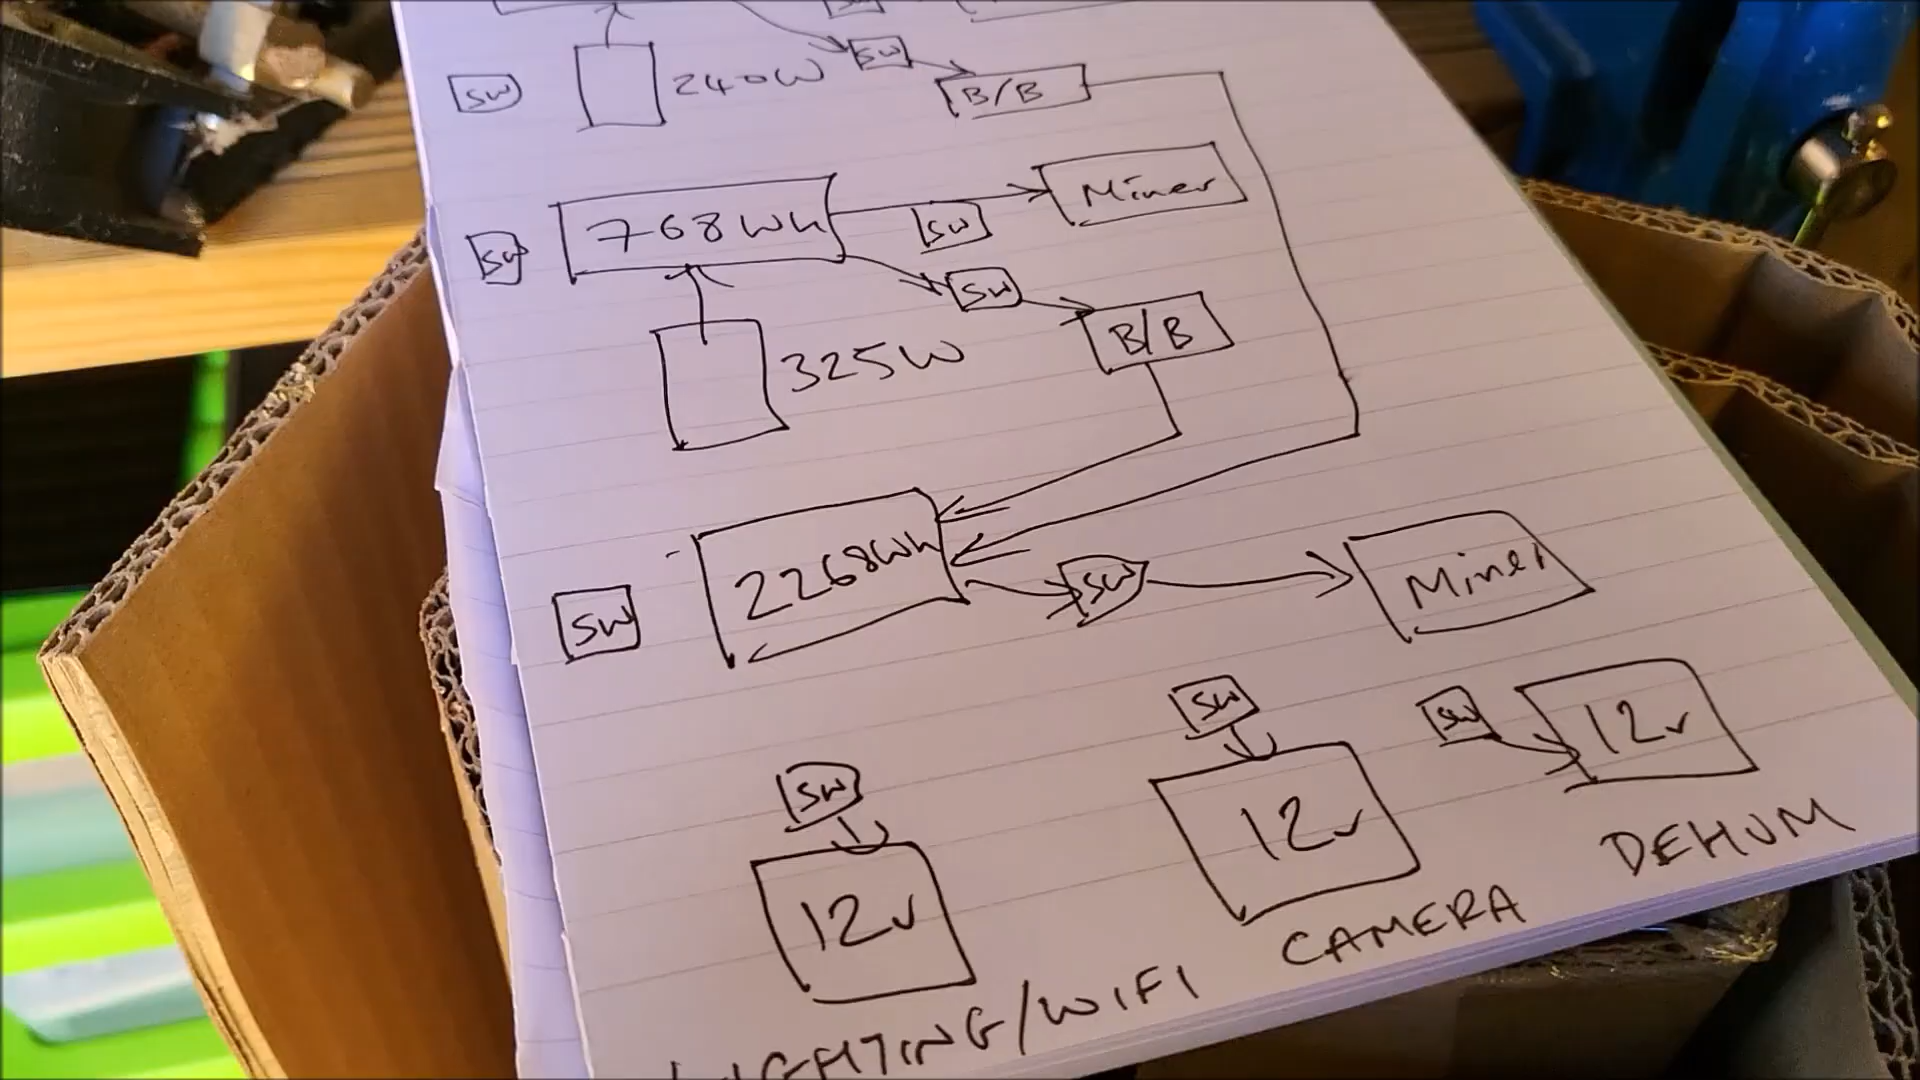 SW
SW
240W
B/B
SW
768Wh
SW
Miner
SW
325W
B/B
SW
2268Wh
SW
Miner
SW
12v
SW
12v
SW
12v
LIGHTING/WIFI
CAMERA
DEHUM